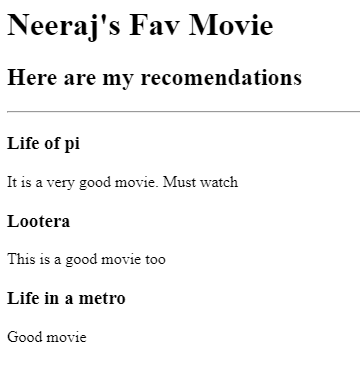 Neeraj's Fav Movie
Here are my recomendations
Life of pi
It is a very good movie. Must watch
Lootera
This is a good movie too
Life in a metro
Good movie